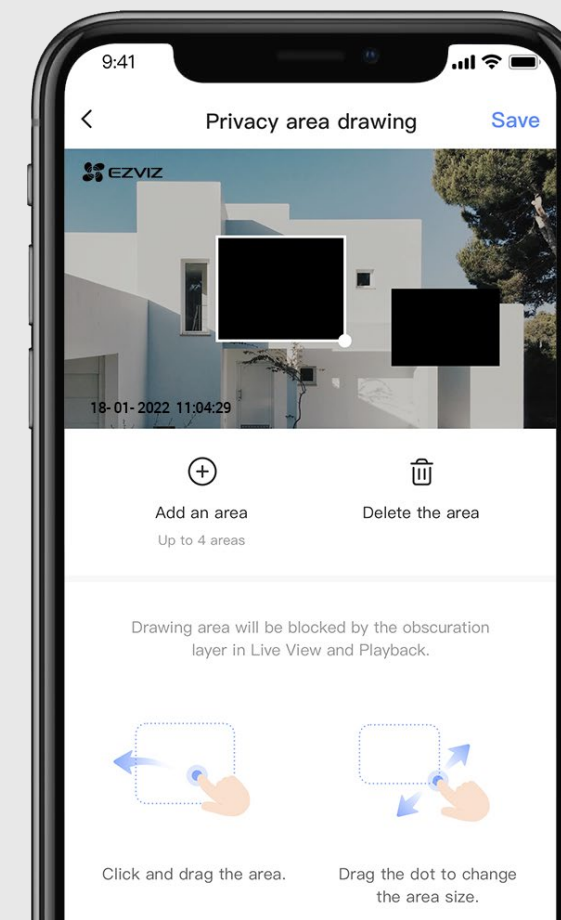 9:41
Privacy area drawing
Save
EZVIZ
18-01-2022 11:04:29
Add an area
Delete the area
Up to 4 areas
Drawing area will be blocked by the obscuration
layer in Live View and Playback.
Click and drag the area.
Drag the dot to change
the area size.